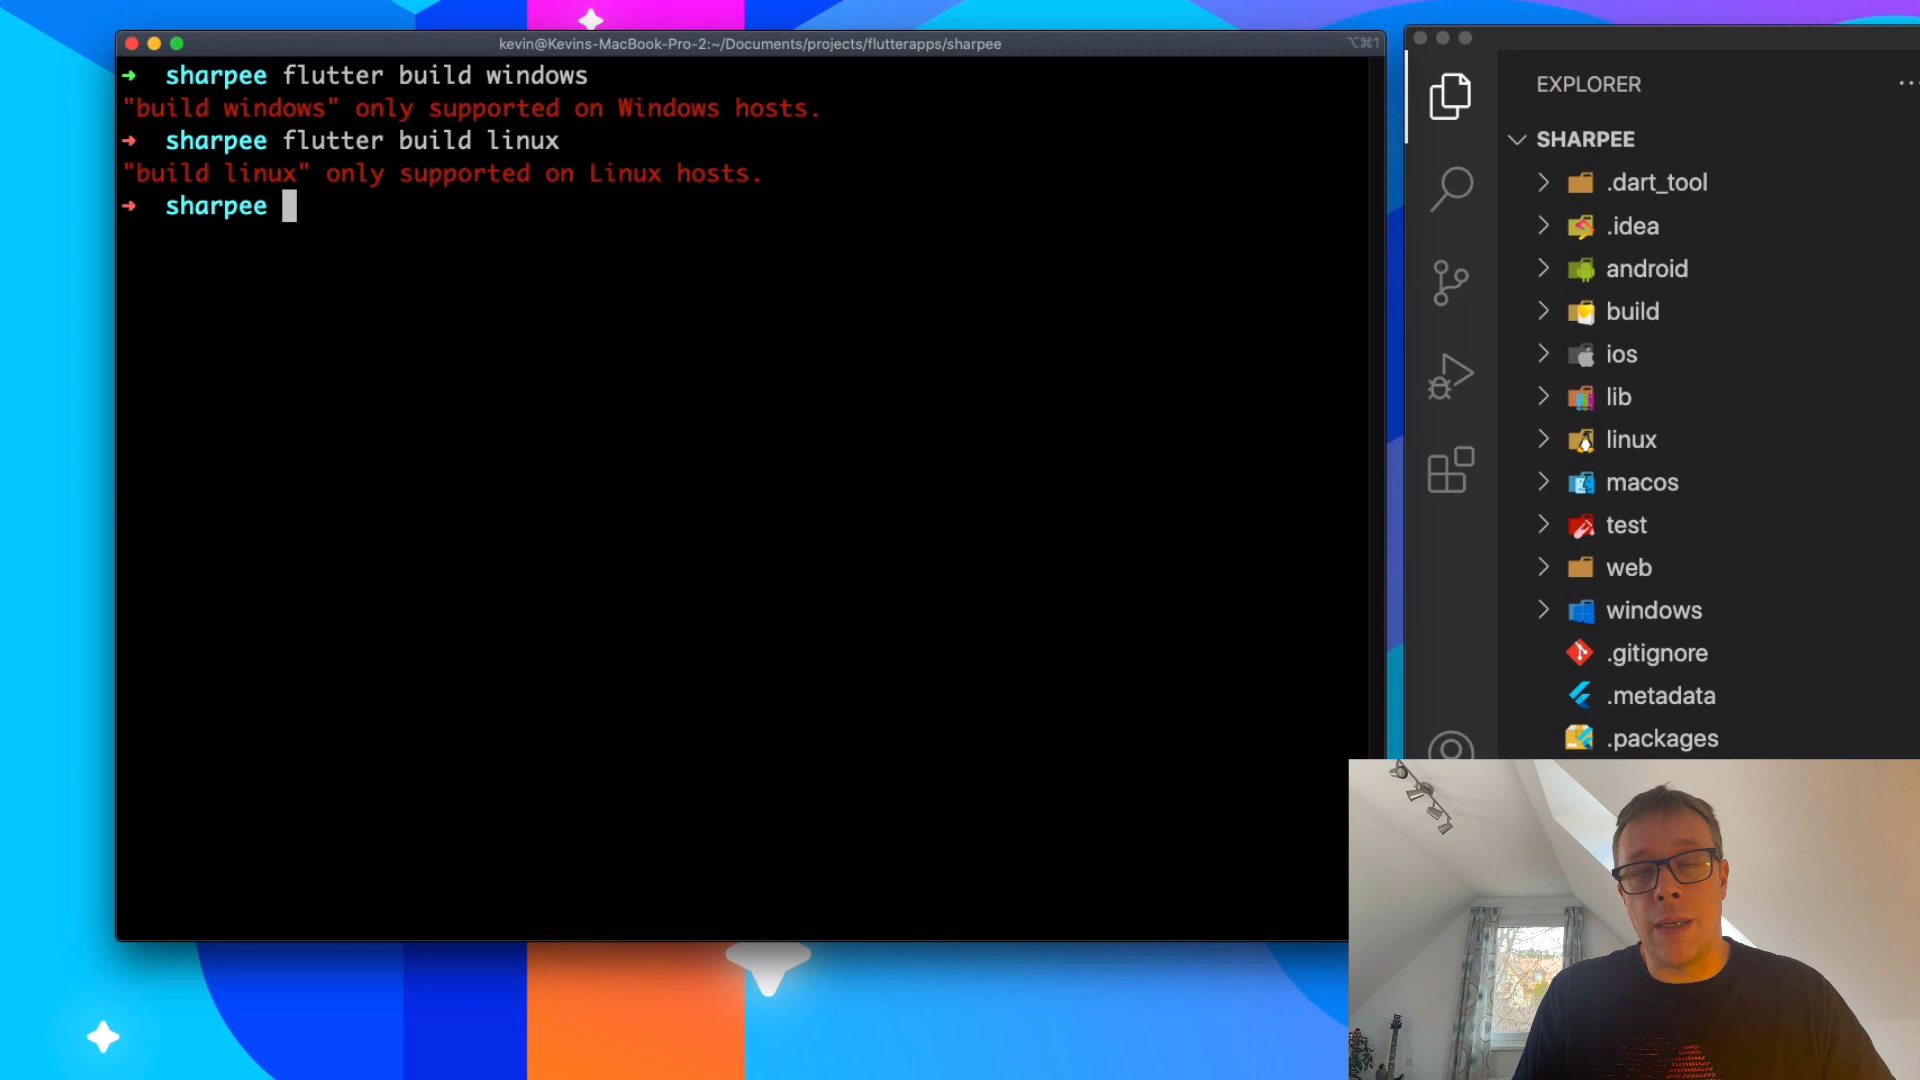 kevin@Kevins-MacBook-Pro-2:~/Documents/projects/flutterapps/sharpee
⌥⌘1
➜ sharpee flutter build windows
"build windows" only supported on Windows hosts.
➜ sharpee flutter build linux
"build linux" only supported on Linux hosts.
➜ sharpee
EXPLORER
SHARPEE
.dart_tool
.idea
android
build
ios
lib
linux
macos
test
web
windows
.gitignore
.metadata
.packages